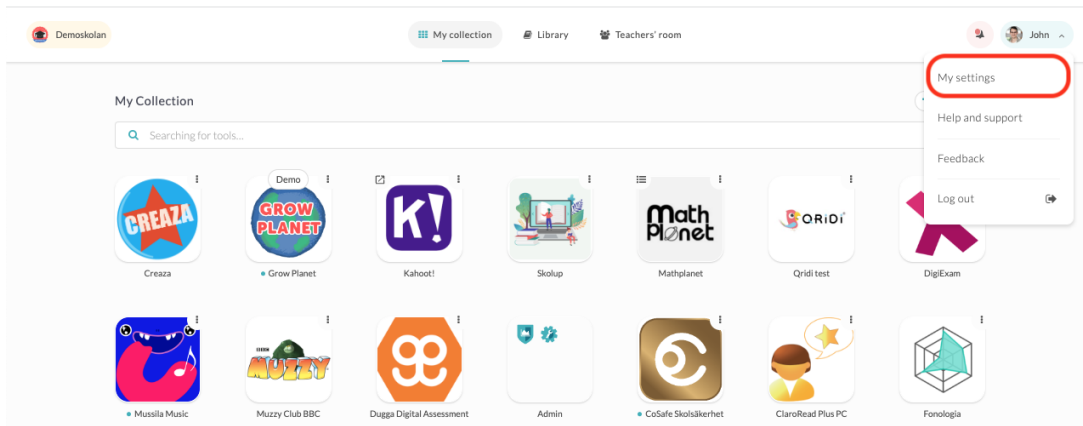 Demoskolan
My collection
Library
Teachers' room
John
My settings
Help and support
Feedback
Log out
My Collection
Searching for tools...
Demo
CREAZA
GROW
PLANET
K!
Math
Planet
QRIDI
Creaza
Grow Planet
Kahoot!
Skolup
Mathplanet
Qridi test
DigiExam
BBC
MUZZY
Mussila Music
Muzzy Club BBC
Dugga Digital Assessment
Admin
CoSafe Skolsäkerhet
ClaroRead Plus PC
Fonologia